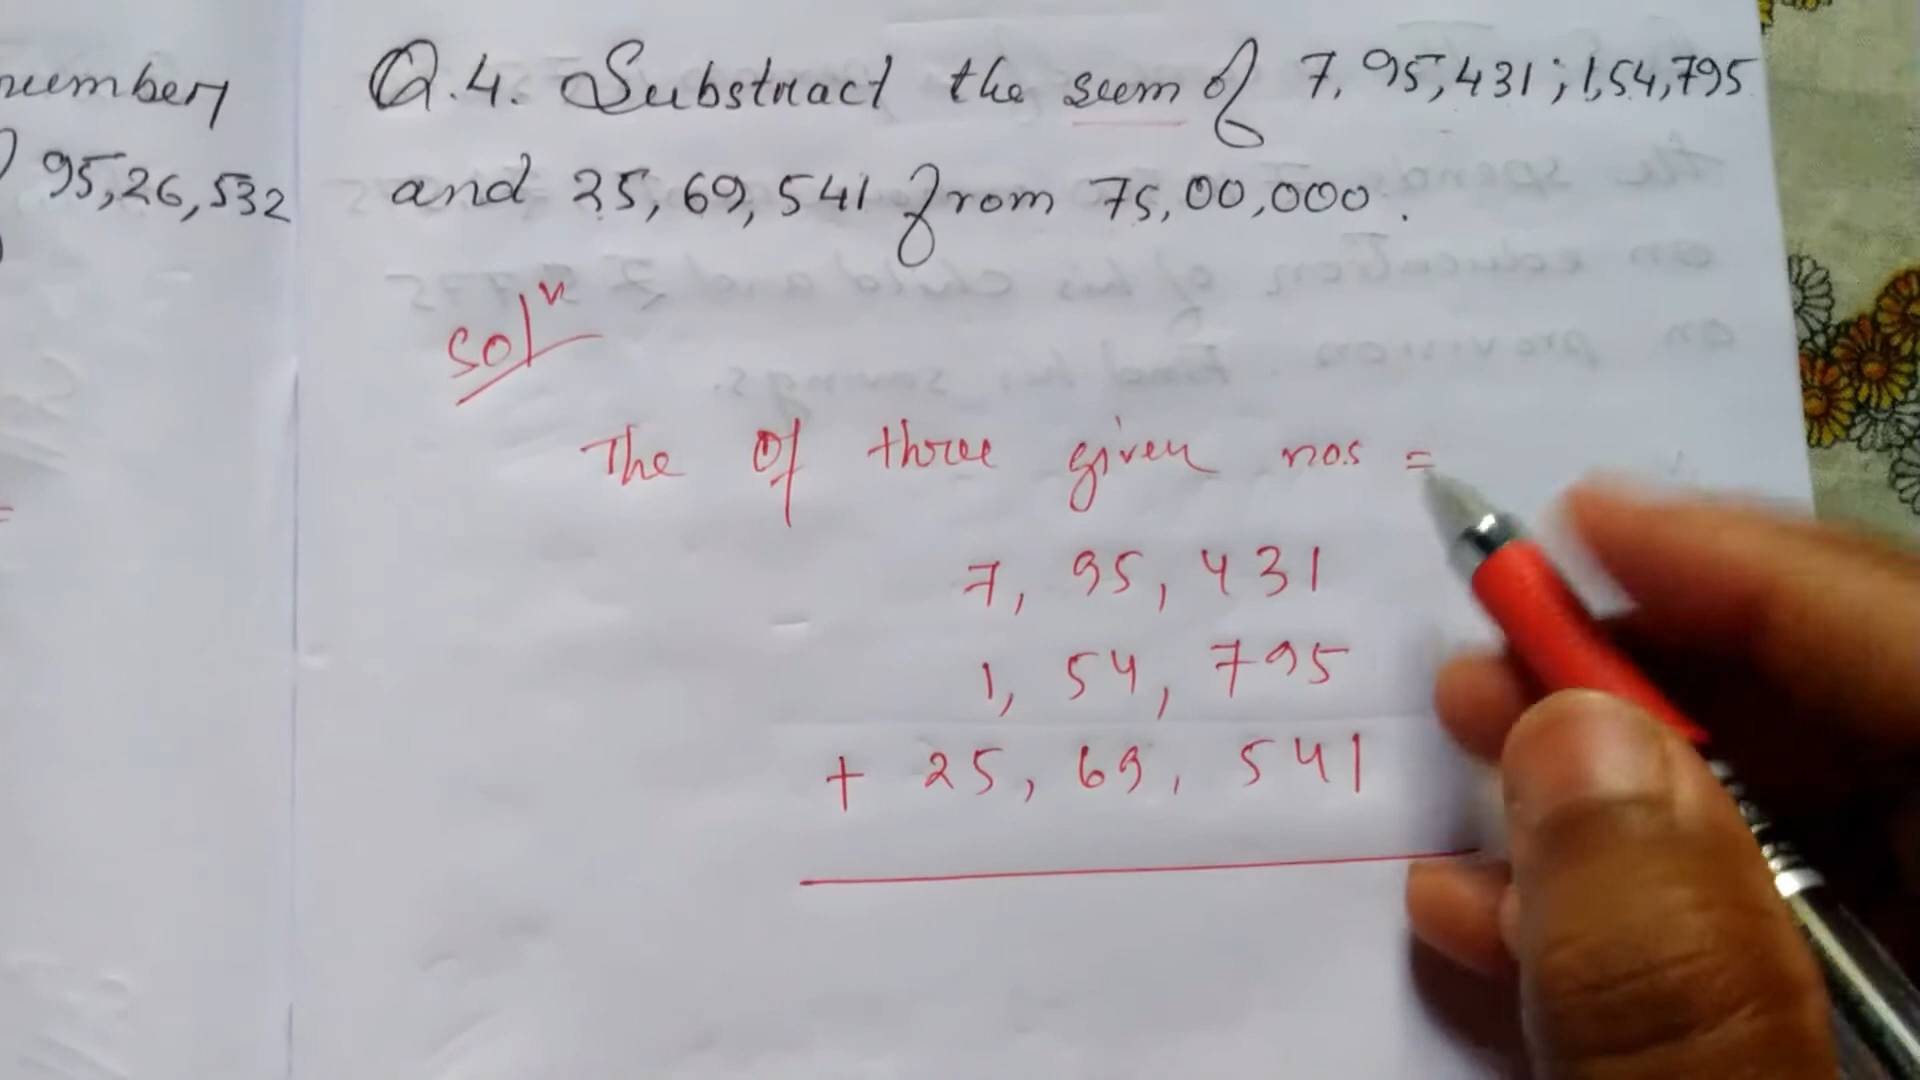 number
95,26,532
Q.4. Substract the sum of 7,95,431; 1,54,795
and 25,69,541 from 75,00,000.
Solⁿ
The of three given nos =
7, 95, 431
1, 54, 795
+ 25, 69, 541